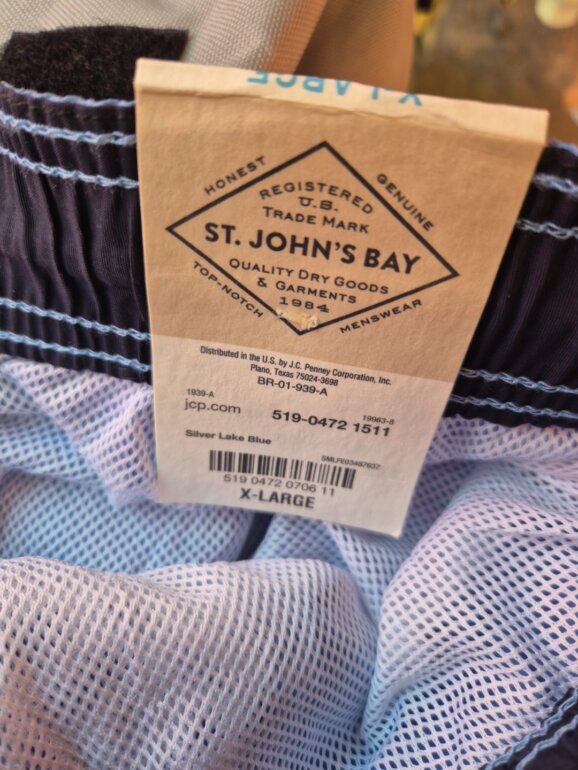 X-LARGE
HONEST
GENUINE
REGISTERED
U.S.
TRADE MARK
ST. JOHN'S BAY
QUALITY DRY GOODS
& GARMENTS
1984
TOP-NOTCH
MENSWEAR
Distributed in the U.S. by J.C. Penney Corporation, Inc.
Plano, Texas 75024-3698
BR-01-939-A
1939-A
19963-8
jcp.com
519-0472 1511
Silver Lake Blue
SMLFE03487637
519 0472 0706 11
X-LARGE